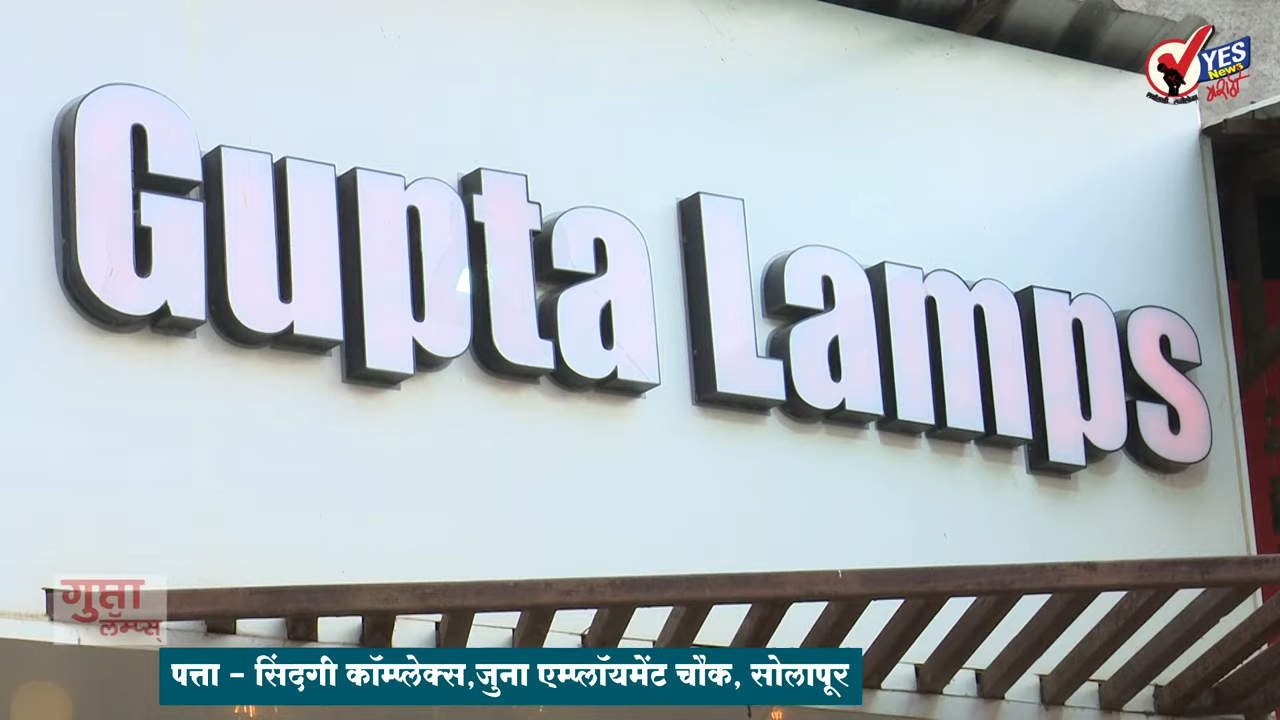 YES
News
मराठी
Gupta Lamps
गुप्ता
लॅम्प्स्
पत्ता - सिंदगी कॉम्प्लेक्स,जुना एम्प्लॉयमेंट चौक, सोलापूर